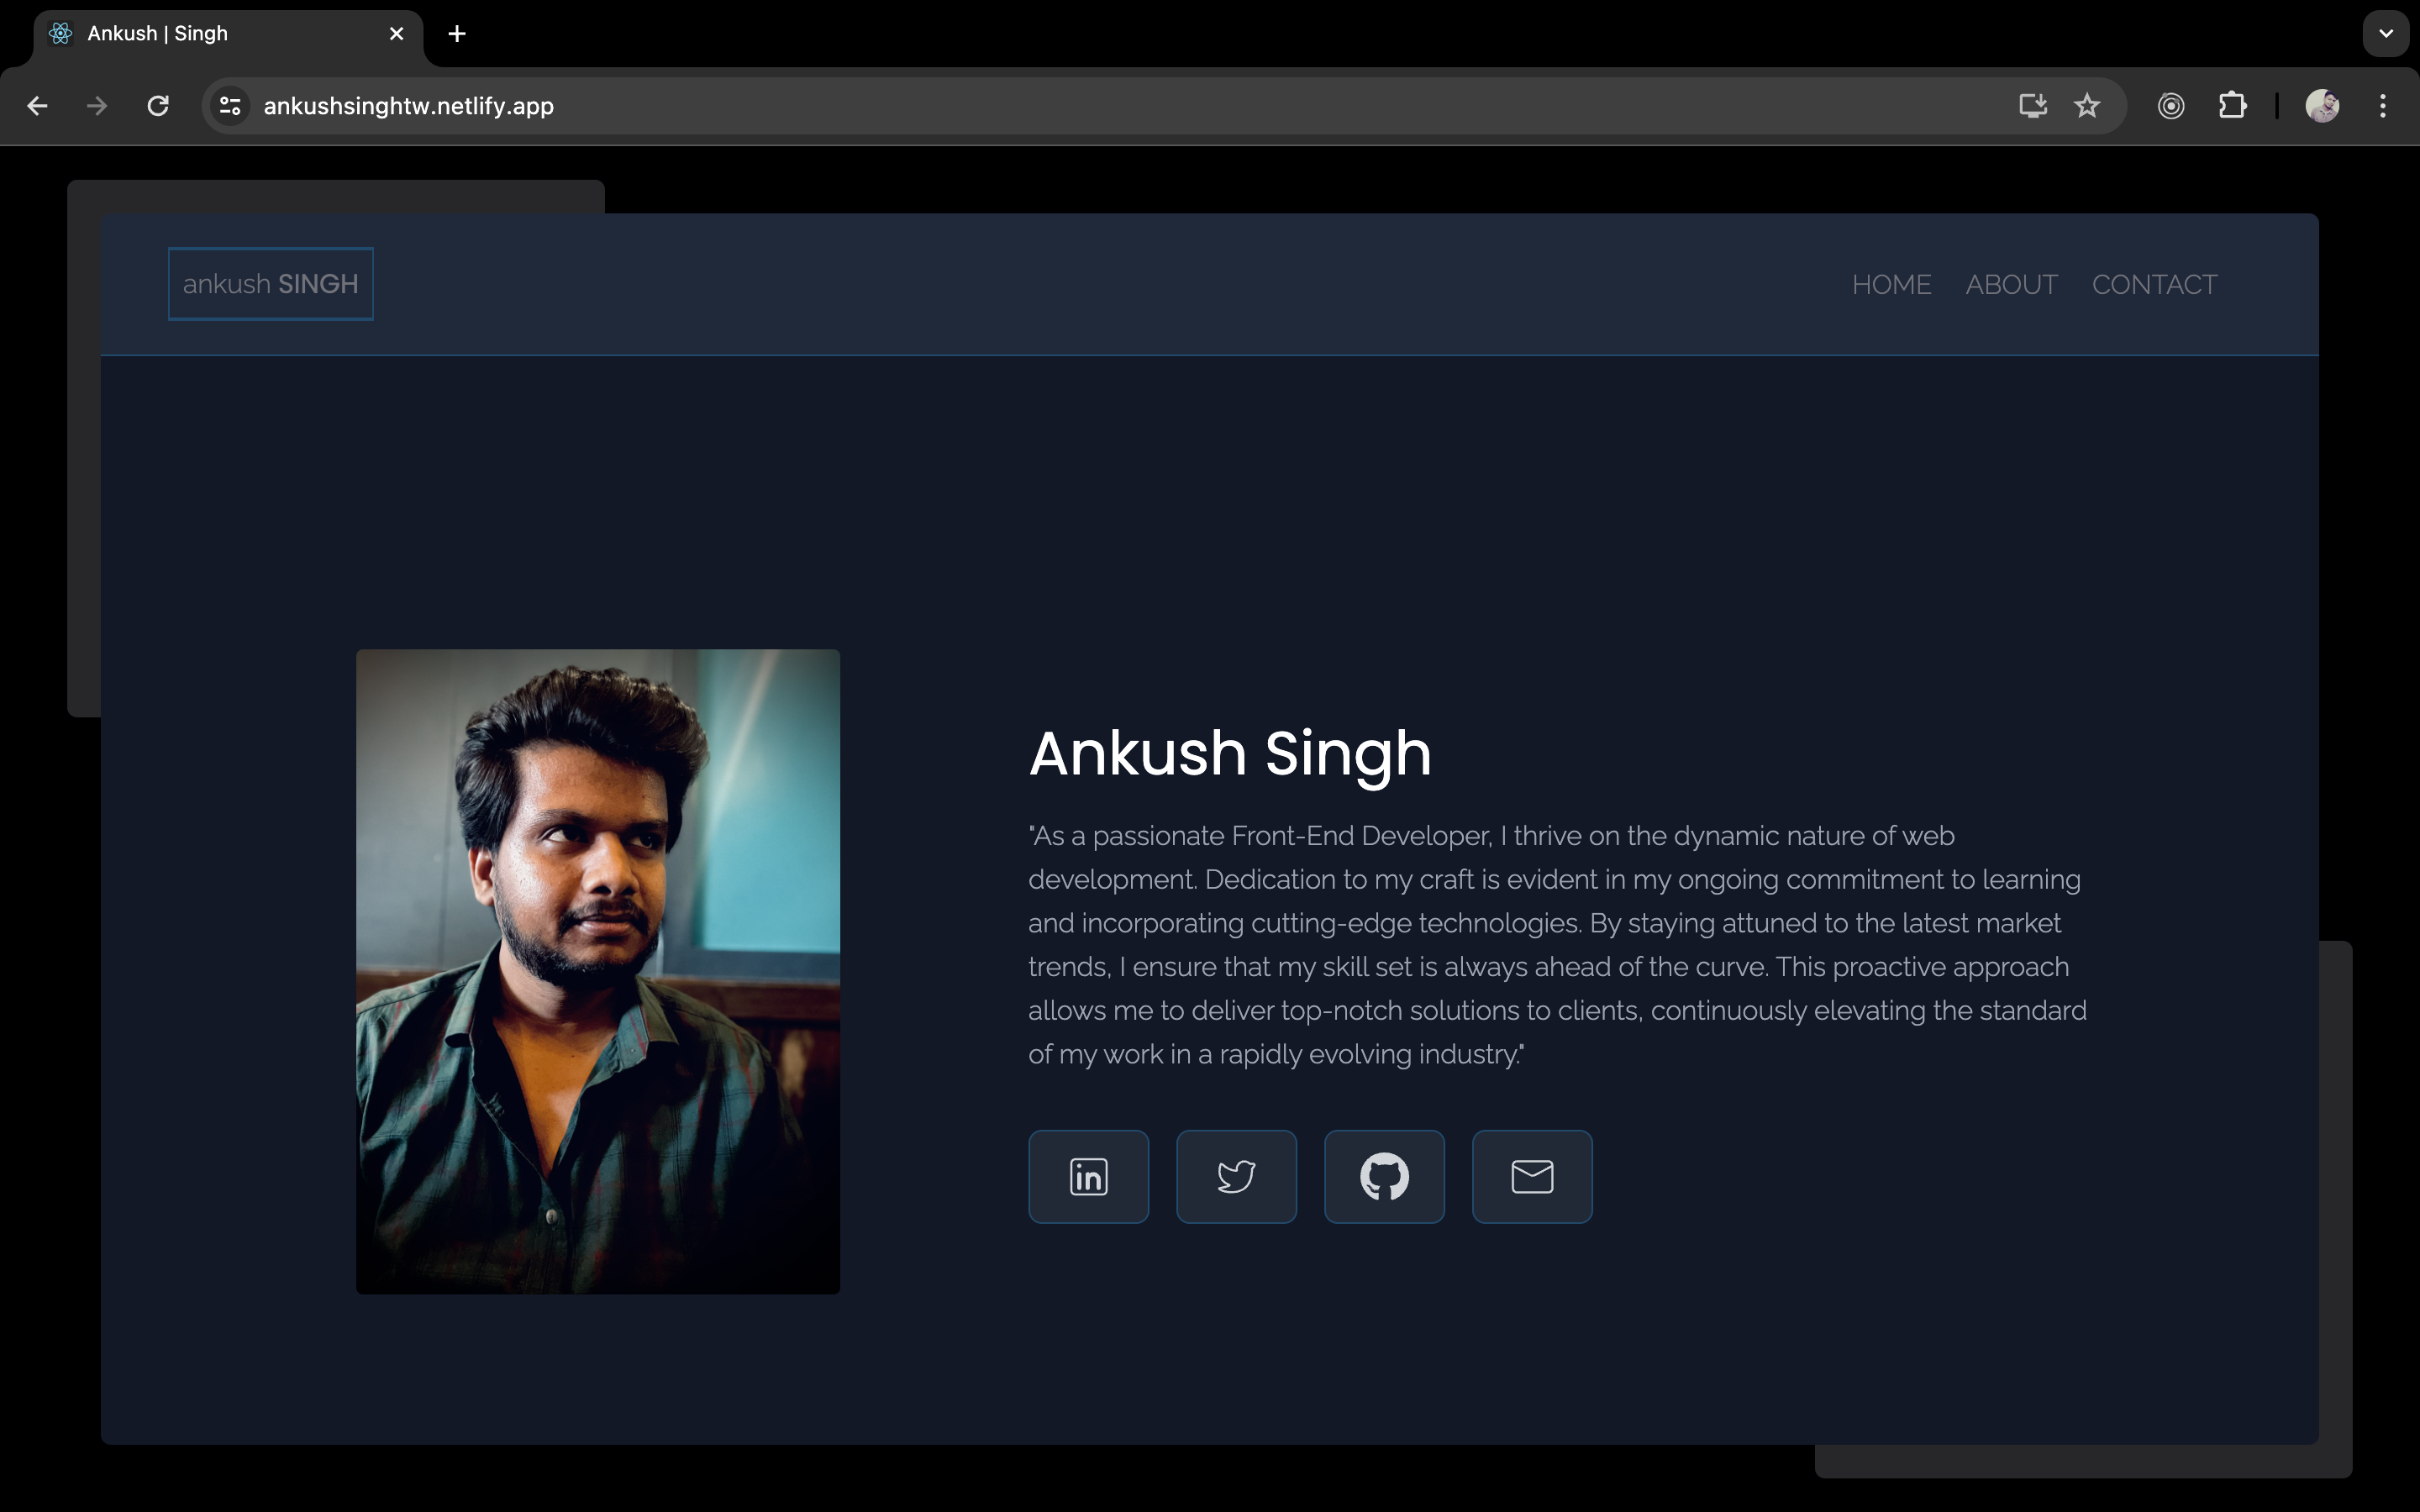 Ankush | Singh
ankushsinghtw.netlify.app
ankush SINGH
HOME ABOUT CONTACT
Ankush Singh
"As a passionate Front-End Developer, I thrive on the dynamic nature of web
development. Dedication to my craft is evident in my ongoing commitment to learning
and incorporating cutting-edge technologies. By staying attuned to the latest market
trends, I ensure that my skill set is always ahead of the curve. This proactive approach
allows me to deliver top-notch solutions to clients, continuously elevating the standard
of my work in a rapidly evolving industry."
in